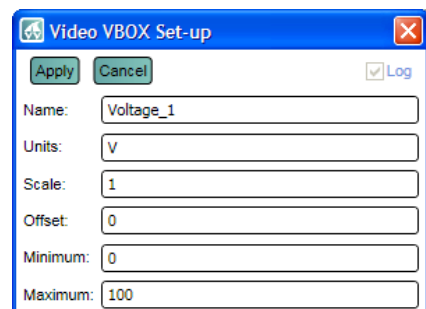 Video VBOX Set-up
Apply Cancel Log
Name: Voltage_1
Units: V
Scale: 1
Offset: 0
Minimum: 0
Maximum: 100